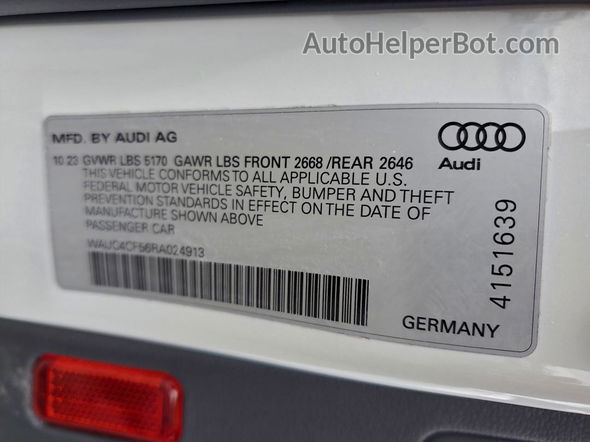 AutoHelperBot.com
MFD. BY AUDI AG
Audi
10 23 GVWR LBS 5170 GAWR LBS FRONT 2668 /REAR 2646
THIS VEHICLE CONFORMS TO ALL APPLICABLE U.S.
FEDERAL MOTOR VEHICLE SAFETY, BUMPER AND THEFT
PREVENTION STANDARDS IN EFFECT ON THE DATE OF
MANUFACTURE SHOWN ABOVE
PASSENGER CAR
WAUC4CF56RA024913
4151639
GERMANY